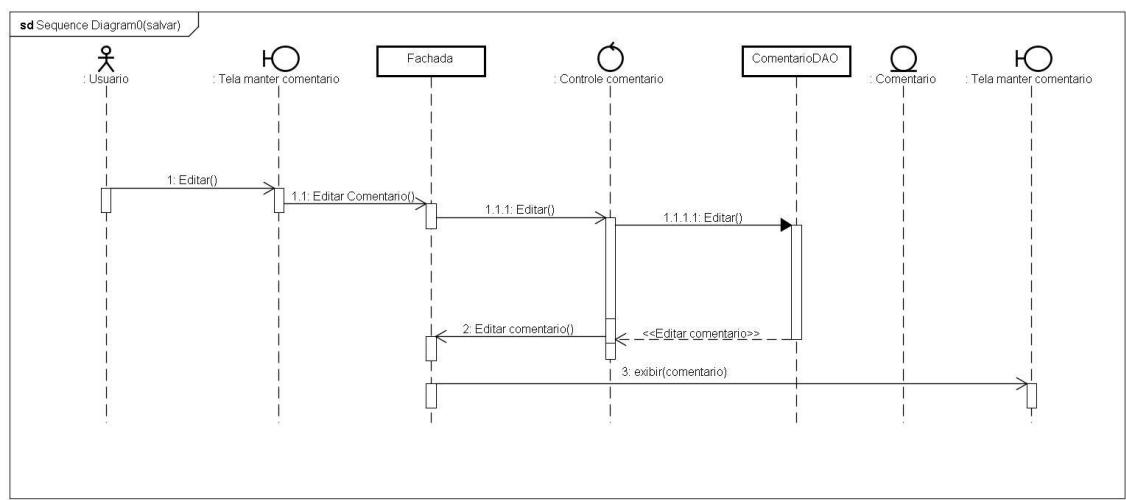 sd Sequence Diagram0(salvar)
: Usuario
: Tela manter comentario
Fachada
: Controle comentario
ComentarioDAO
: Comentario
: Tela manter comentario
1: Editar()
1.1: Editar Comentario()
1.1.1: Editar()
1.1.1.1: Editar()
2: Editar comentario()
<<Editar comentario>>
3: exibir(comentario)